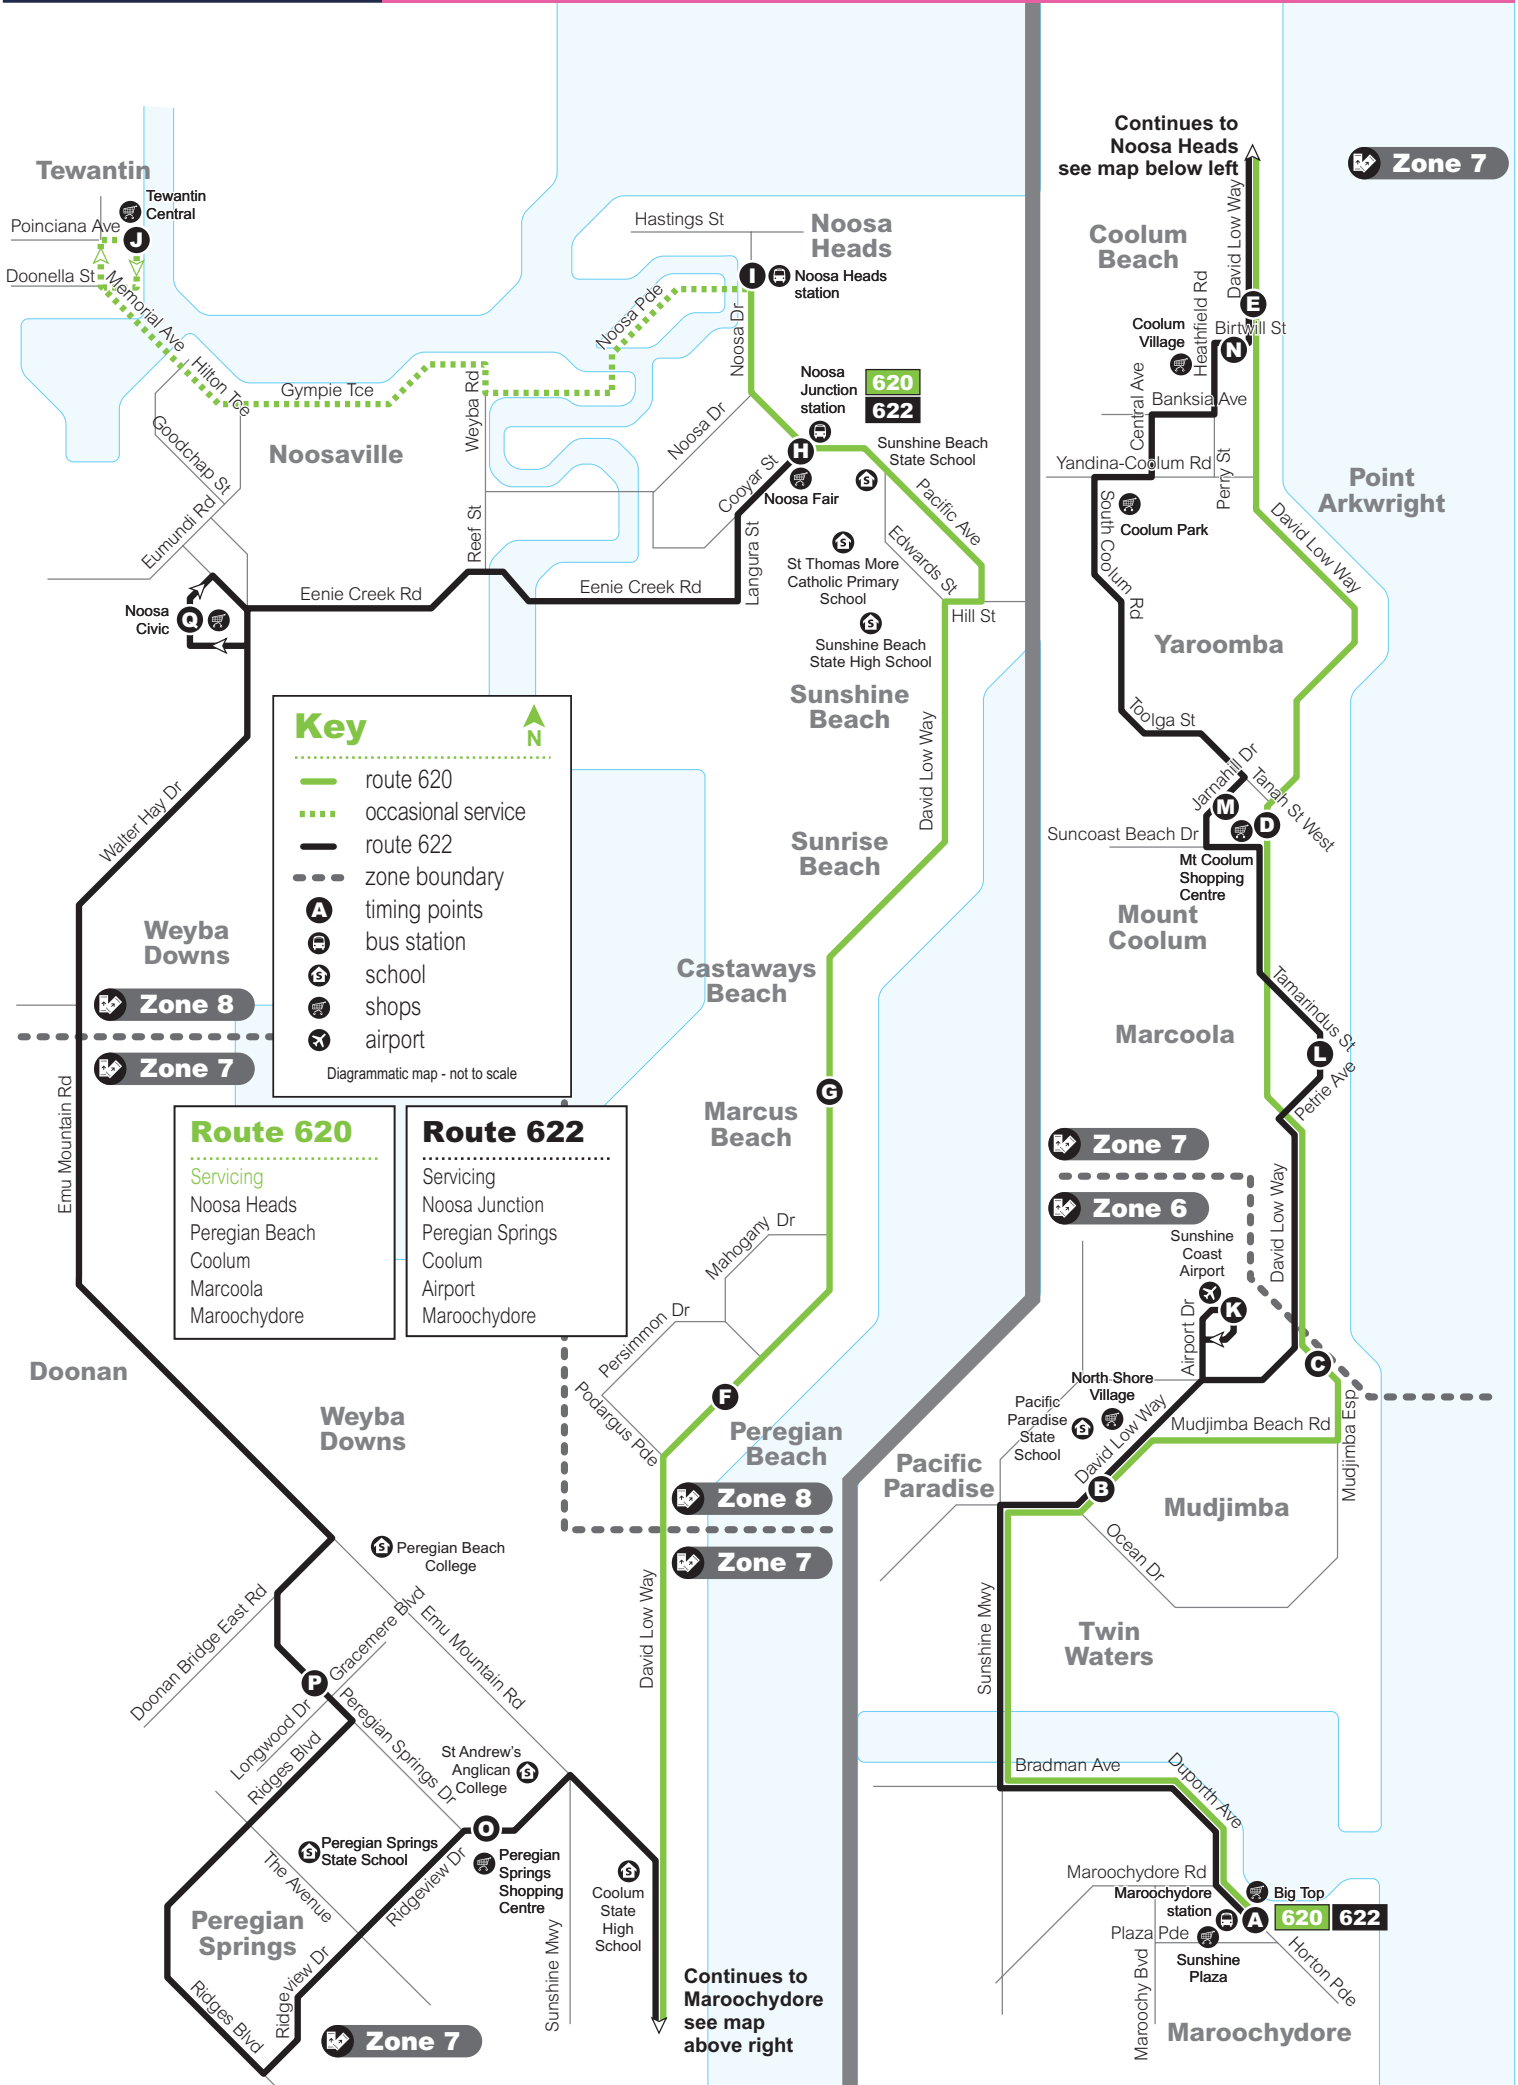 Tewantin
Tewantin
Central
Poinciana Ave
J
Doonella St
Memorial Ave
Hilton Tce
Gympie Tce
Goodchap St
Eumundi Rd
Noosaville
Weyba Rd
Reef St
Noosa Pde
Hastings St
Noosa
Heads
I
Noosa Heads
station
Noosa Dr
Noosa Dr
Noosa
Junction
station
620
622
H
Noosa Fair
Cooyar St
Langura St
Sunshine Beach
State School
Pacific Ave
Edwards St
St Thomas More
Catholic Primary
School
Hill St
Sunshine Beach
State High School
Eenie Creek Rd
Eenie Creek Rd
Noosa
Civic
Q
Sunshine
Beach
David Low Way
Walter Hay Dr
Key
N
route 620
occasional service
route 622
zone boundary
A
timing points
bus station
school
shops
airport
Diagrammatic map - not to scale
Sunrise
Beach
Weyba
Downs
Zone 8
Zone 7
Castaways
Beach
G
Marcus
Beach
Emu Mountain Rd
Route 620
Servicing
Noosa Heads
Peregian Beach
Coolum
Marcoola
Maroochydore
Route 622
Servicing
Noosa Junction
Peregian Springs
Coolum
Airport
Maroochydore
Mahogany Dr
Persimmon Dr
Podargus Pde
F
Doonan
Weyba
Downs
Peregian
Beach
Zone 8
Zone 7
Peregian Beach
College
David Low Way
Doonan Bridge East Rd
Gracemere Blvd
Emu Mountain Rd
P
Longwood Dr
Ridges Blvd
Peregian Springs Dr
St Andrew's
Anglican
College
O
Peregian Springs
State School
The Avenue
Ridgeview Dr
Peregian
Springs
Shopping
Centre
Coolum
State
High
School
Peregian
Springs
Sunshine Mwy
Ridgeview Dr
Ridges Blvd
Zone 7
Continues to
Maroochydore
see map
above right
Continues to
Noosa Heads
see map below left
Zone 7
David Low Way
Coolum
Beach
E
Heathfield Rd
Birtwill St
Coolum
Village
N
Central Ave
Banksia Ave
Yandina-Coolum Rd
Perry St
Point
Arkwright
South Coolum Rd
Coolum Park
David Low Way
Yaroomba
Toolga St
Jarnahill Dr
Tanah St West
M
D
Suncoast Beach Dr
Mt Coolum
Shopping
Centre
Mount
Coolum
Tamarindus St
Marcoola
L
Petrie Ave
Zone 7
Zone 6
David Low Way
Sunshine
Coast
Airport
K
Airport Dr
C
North Shore
Village
Pacific
Paradise
State
School
David Low Way
Mudjimba Beach Rd
Mudjimba Esp
Pacific
Paradise
B
Mudjimba
Ocean Dr
Sunshine Mwy
Twin
Waters
Bradman Ave
Duporth Ave
Maroochydore Rd
Maroochydore
station
Big Top
A
620
622
Plaza Pde
Sunshine
Plaza
Maroochy Bvd
Horton Pde
Maroochydore